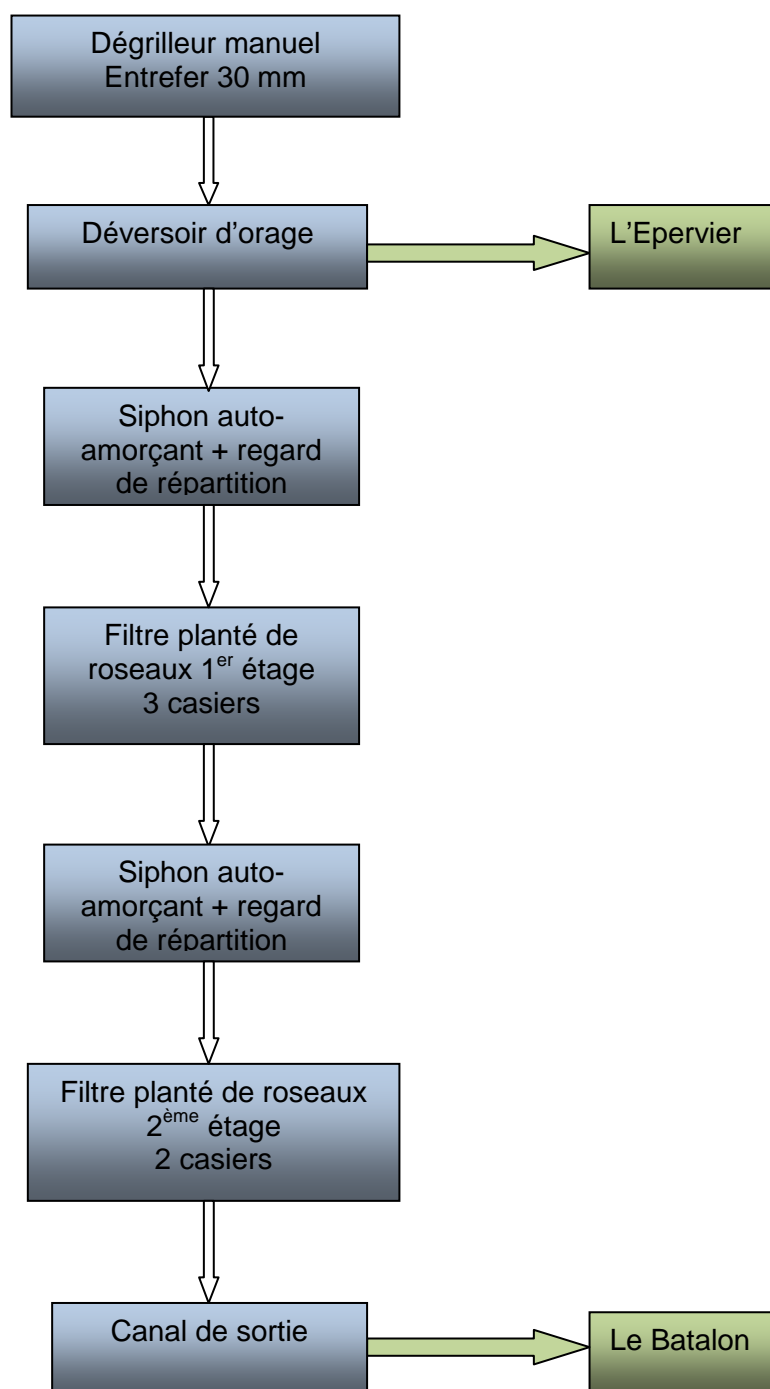 Dégrilleur manuel
Entrefer 30 mm
Déversoir d'orage
L'Epervier
Siphon auto-
amorçant + regard
de répartition
Filtre planté de
roseaux 1er étage
3 casiers
Siphon auto-
amorçant + regard
de répartition
Filtre planté de roseaux
2ème étage
2 casiers
Canal de sortie
Le Batalon